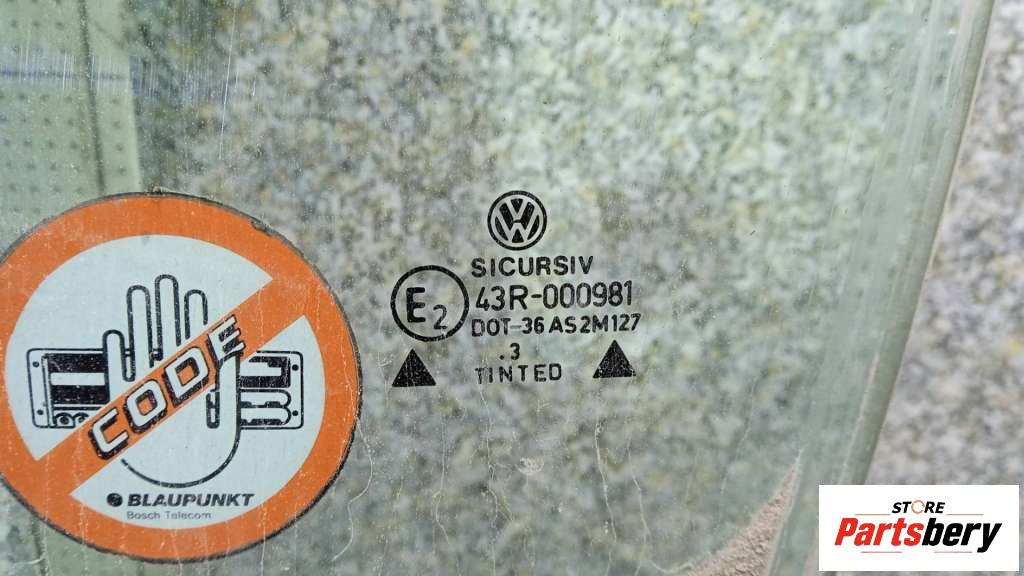 SICURSIV
E2
43R-000981
DOT-36 AS2M127
.3
TINTED
CODE
BLAUPUNKT
Bosch Telecom
STORE
Partsbery